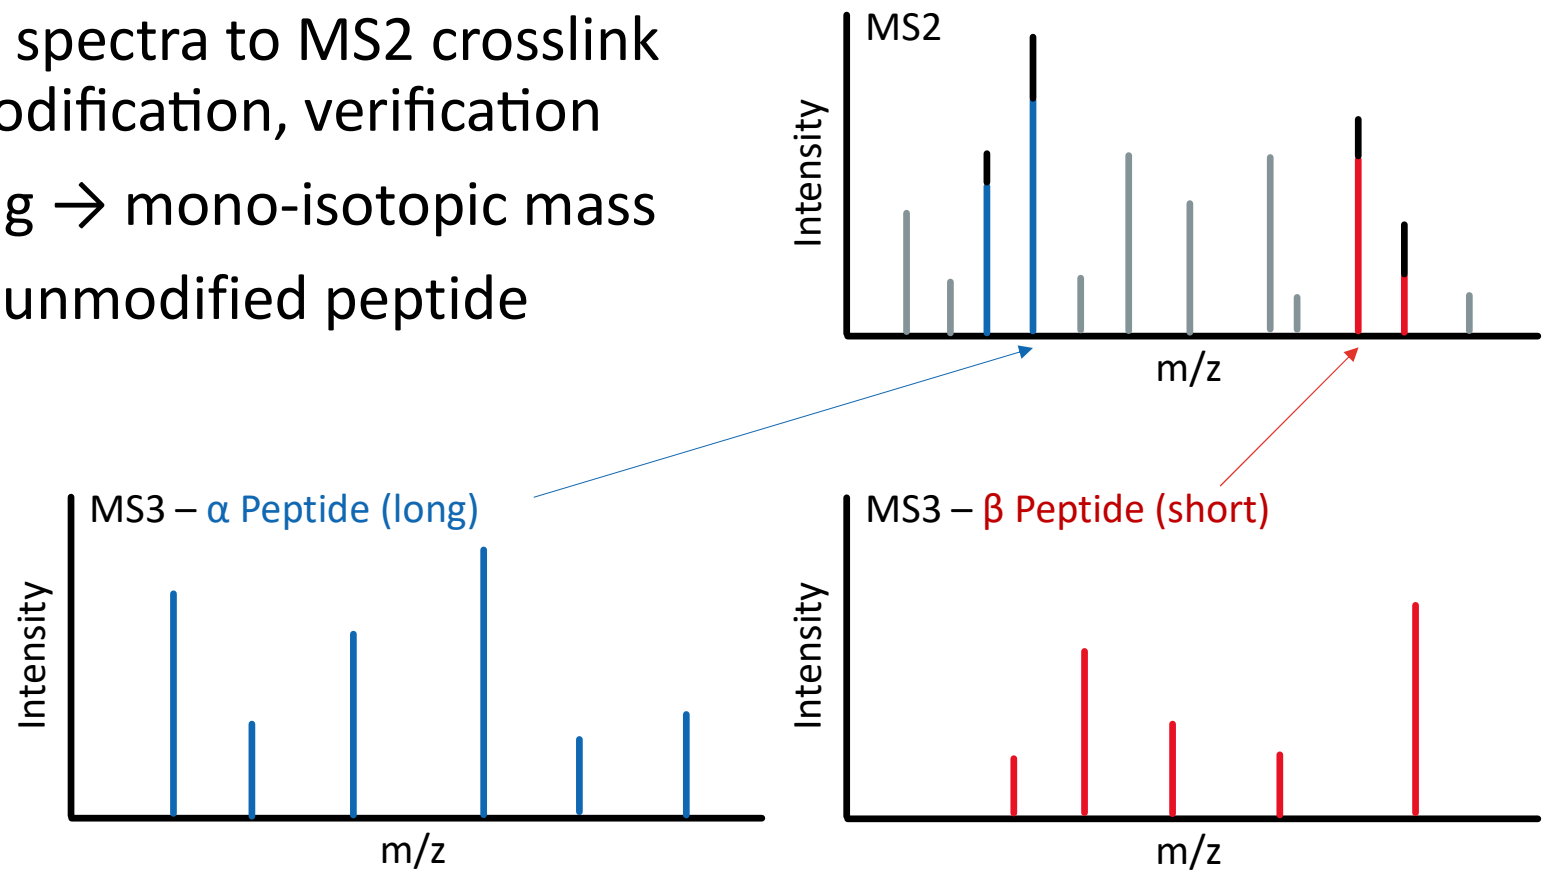 spectra to MS2 crosslink
odification, verification
g → mono-isotopic mass
unmodified peptide
MS2
Intensity
m/z
MS3 – α Peptide (long)
Intensity
m/z
MS3 – β Peptide (short)
Intensity
m/z